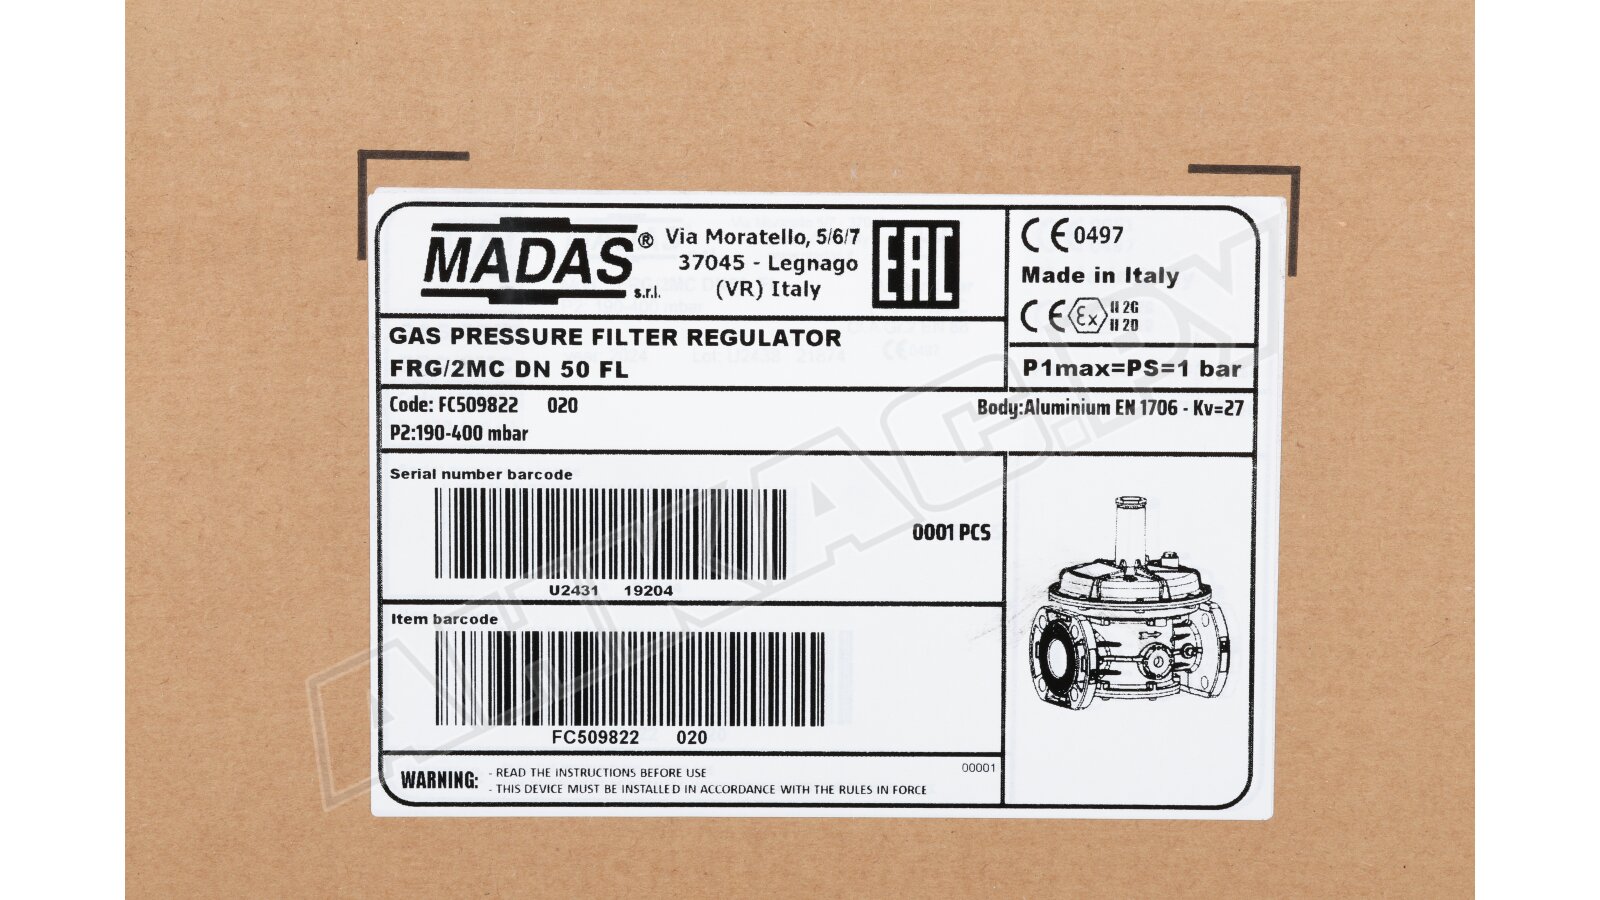 MADAS® s.r.l.
Via Moratello, 5/6/7
37045 - Legnago
(VR) Italy
EAC
CE 0497
Made in Italy
CE Ex II 2G
II 2D
GAS PRESSURE FILTER REGULATOR
FRG/2MC DN 50 FL
P1max=PS=1 bar
Code: FC509822 020
Body:Aluminium EN 1706 - Kv=27
P2:190-400 mbar
Serial number barcode
0001 PCS
U2431 19204
Item barcode
FC509822 020
WARNING:
- READ THE INSTRUCTIONS BEFORE USE
- THIS DEVICE MUST BE INSTALLED IN ACCORDANCE WITH THE RULES IN FORCE
00001